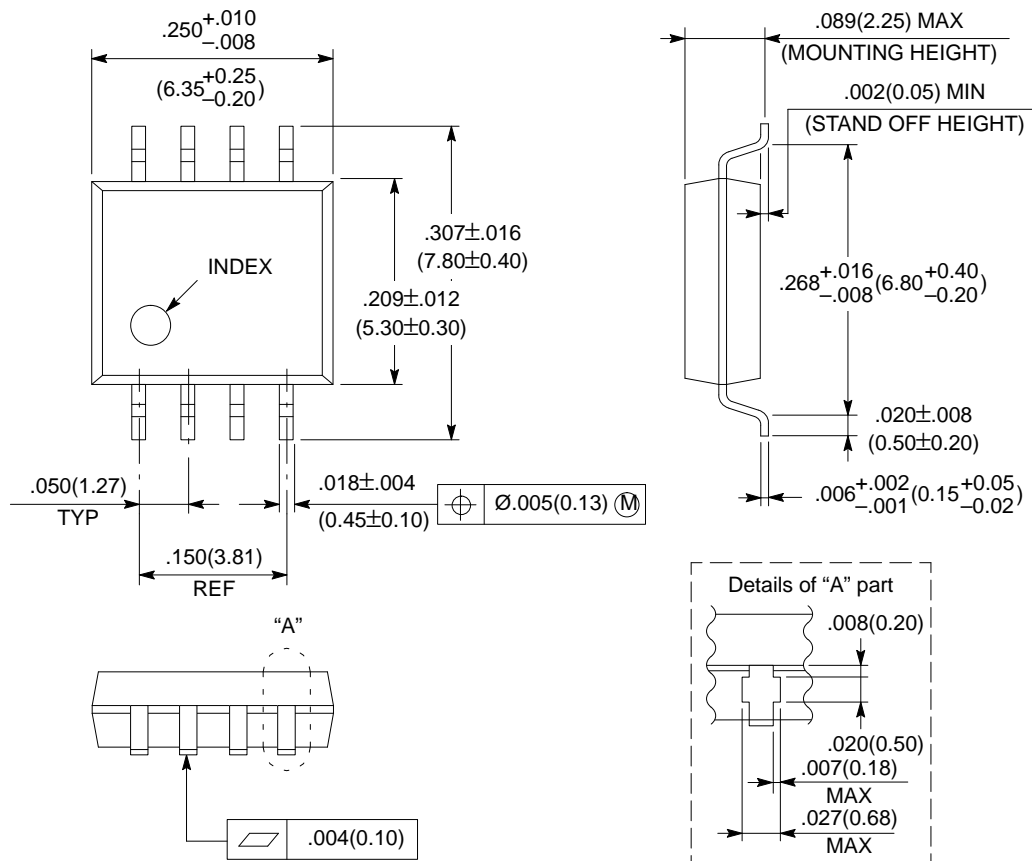 .250+.010
–.008
(6.35+0.25
–0.20)
.089(2.25) MAX
(MOUNTING HEIGHT)
.002(0.05) MIN
(STAND OFF HEIGHT)
INDEX
.307±.016
(7.80±0.40)
.209±.012
(5.30±0.30)
.268+.016
–.008(6.80+0.40
–0.20)
.020±.008
(0.50±0.20)
.050(1.27)
TYP
.018±.004
(0.45±0.10)
Ø.005(0.13) Ⓜ
.006+.002
–.001(0.15+0.05
–0.02)
.150(3.81)
REF
"A"
.004(0.10)
Details of “A” part
.008(0.20)
.020(0.50)
.007(0.18)
MAX
.027(0.68)
MAX